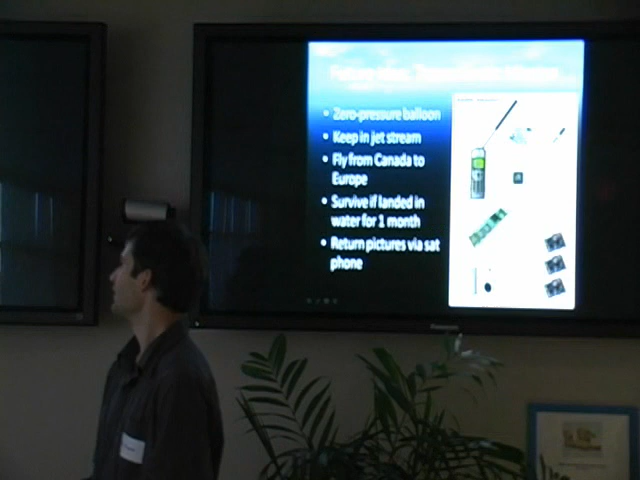 • Zero-pressure balloon
• Keep in jet stream
• Fly from Canada to
Europe
• Survive if landed in
water for 1 month
• Return pictures via sat
phone
Panasonic